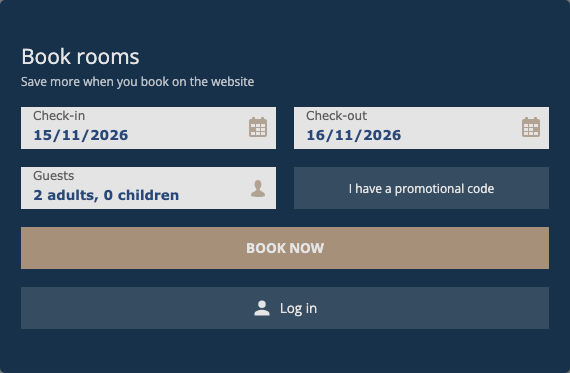 Book rooms
Save more when you book on the website
Check-in
15/11/2026
Check-out
16/11/2026
Guests
2 adults, 0 children
I have a promotional code
BOOK NOW
Log in